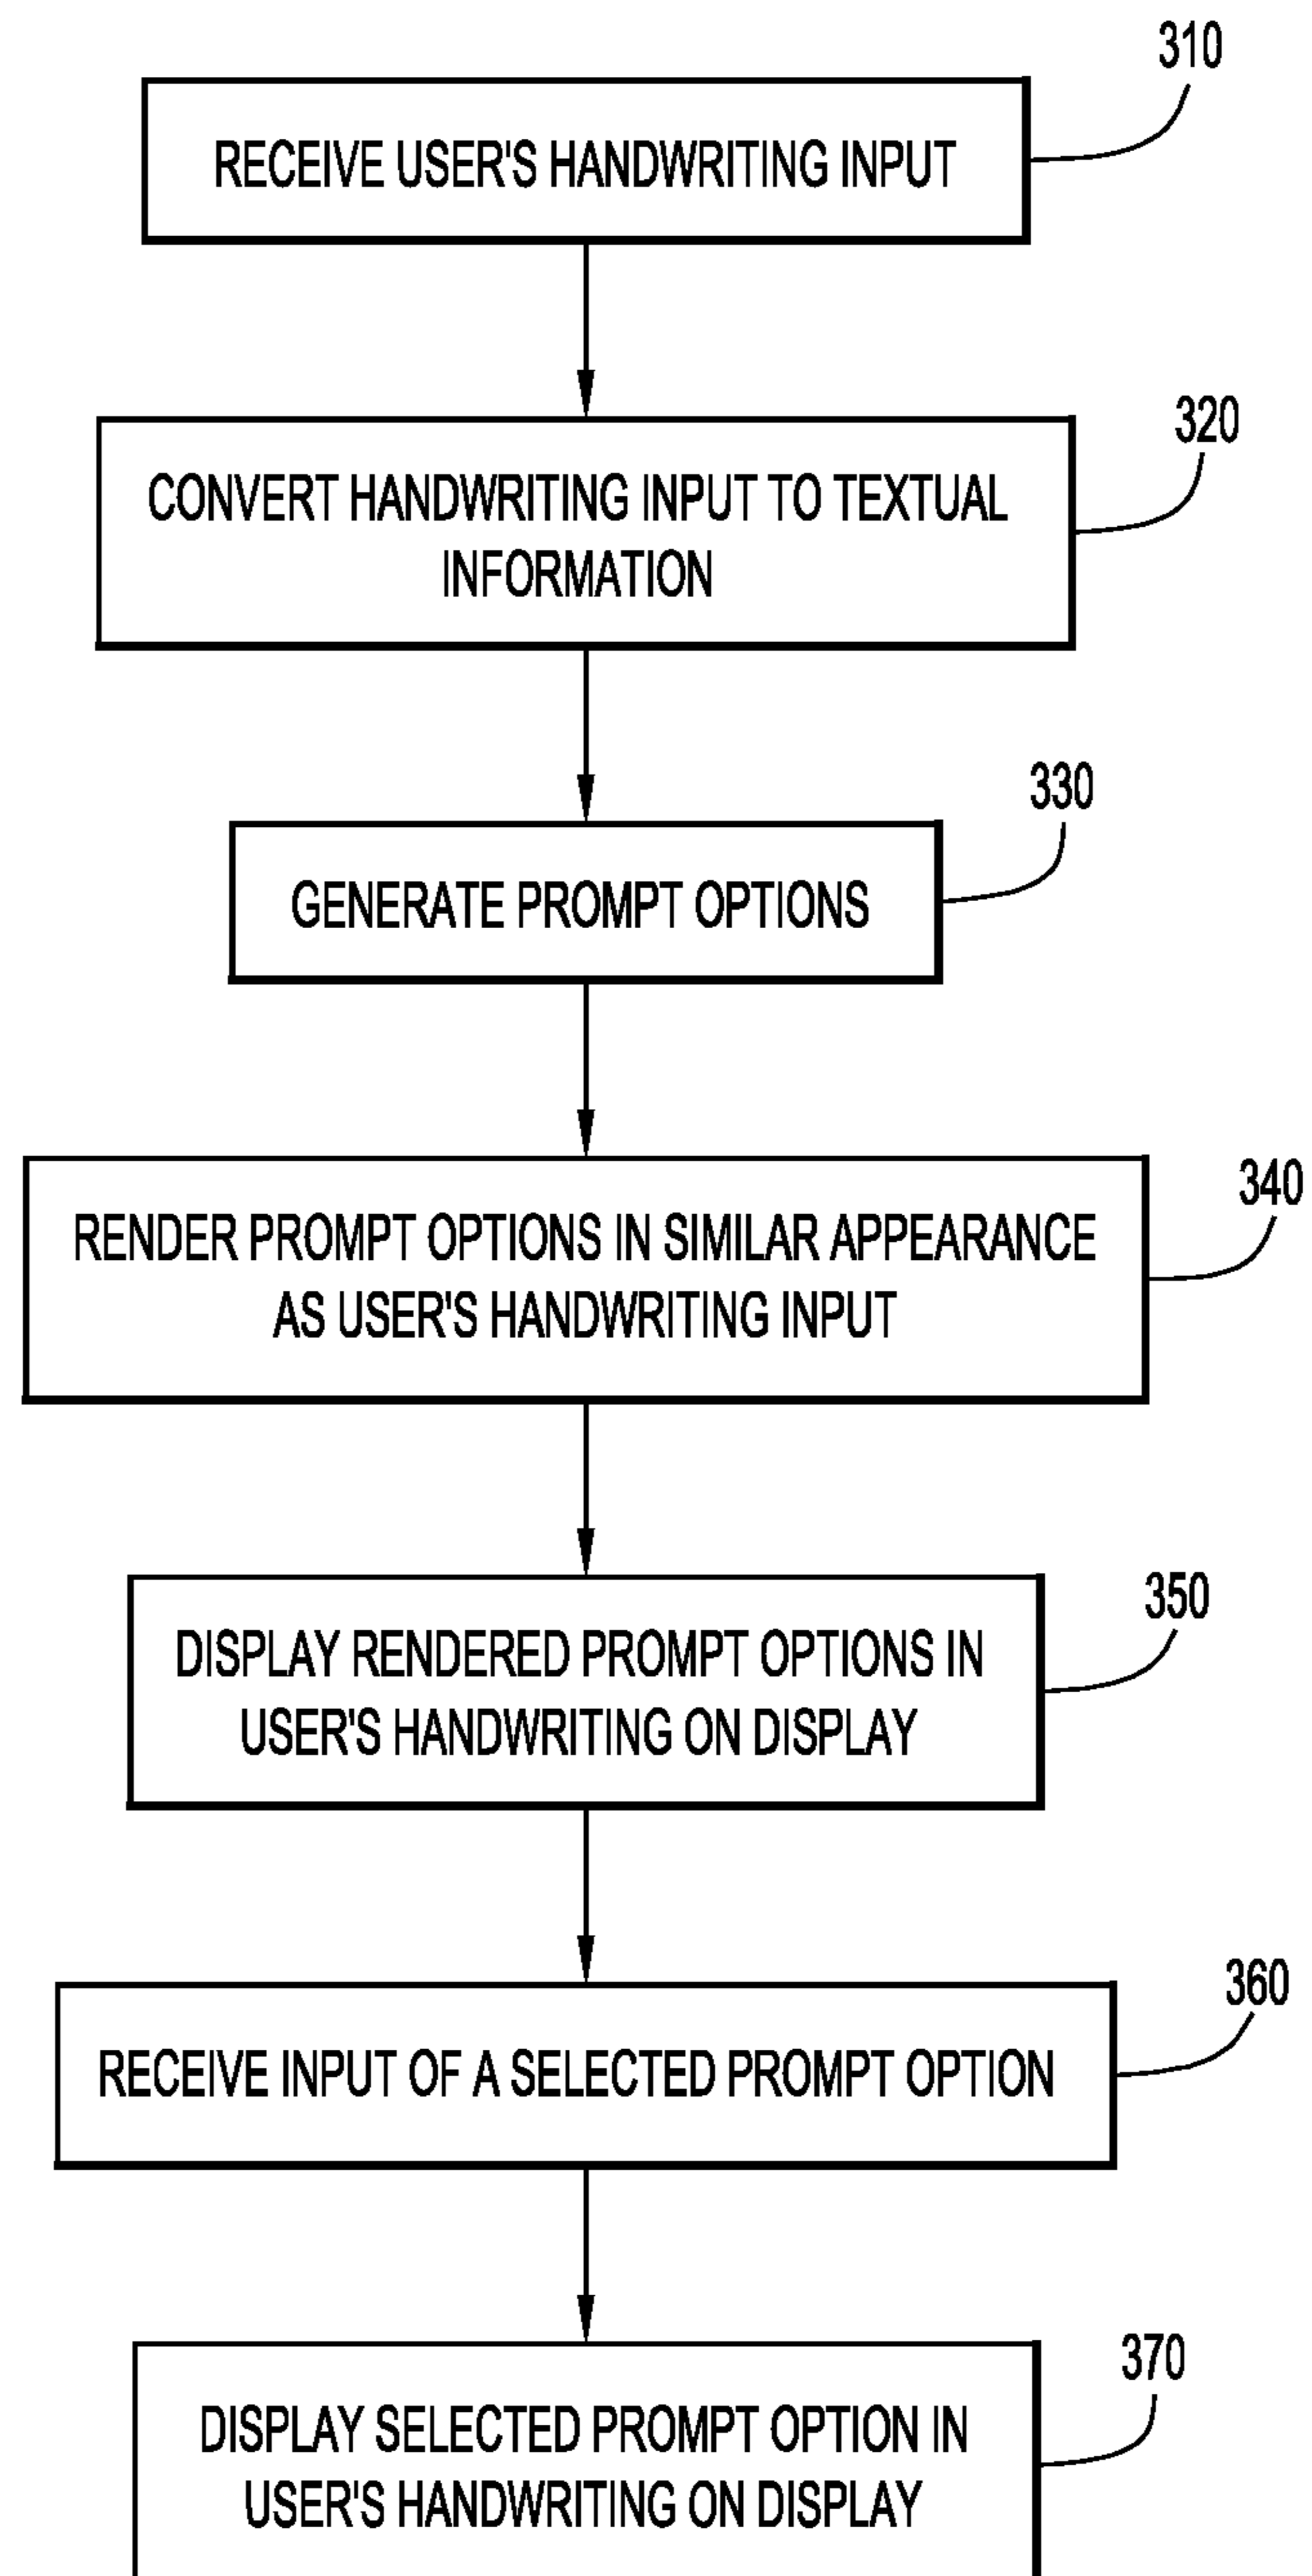 310
RECEIVE USER'S HANDWRITING INPUT
320
CONVERT HANDWRITING INPUT TO TEXTUAL
INFORMATION
330
GENERATE PROMPT OPTIONS
340
RENDER PROMPT OPTIONS IN SIMILAR APPEARANCE
AS USER'S HANDWRITING INPUT
350
DISPLAY RENDERED PROMPT OPTIONS IN
USER'S HANDWRITING ON DISPLAY
360
RECEIVE INPUT OF A SELECTED PROMPT OPTION
370
DISPLAY SELECTED PROMPT OPTION IN
USER'S HANDWRITING ON DISPLAY